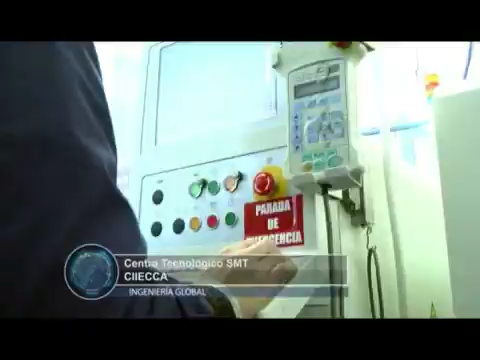 PARADA
DE
EMERGENCIA
Centro Tecnológico SMT
CIIECCA
INGENIERÍA GLOBAL